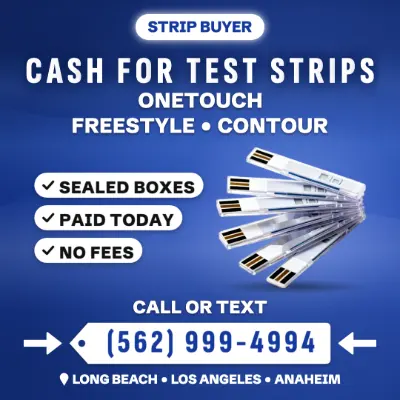 STRIP BUYER
CASH FOR TEST STRIPS
ONETOUCH
FREESTYLE • CONTOUR
SEALED BOXES
PAID TODAY
NO FEES
CALL OR TEXT
(562) 999-4994
LONG BEACH • LOS ANGELES • ANAHEIM